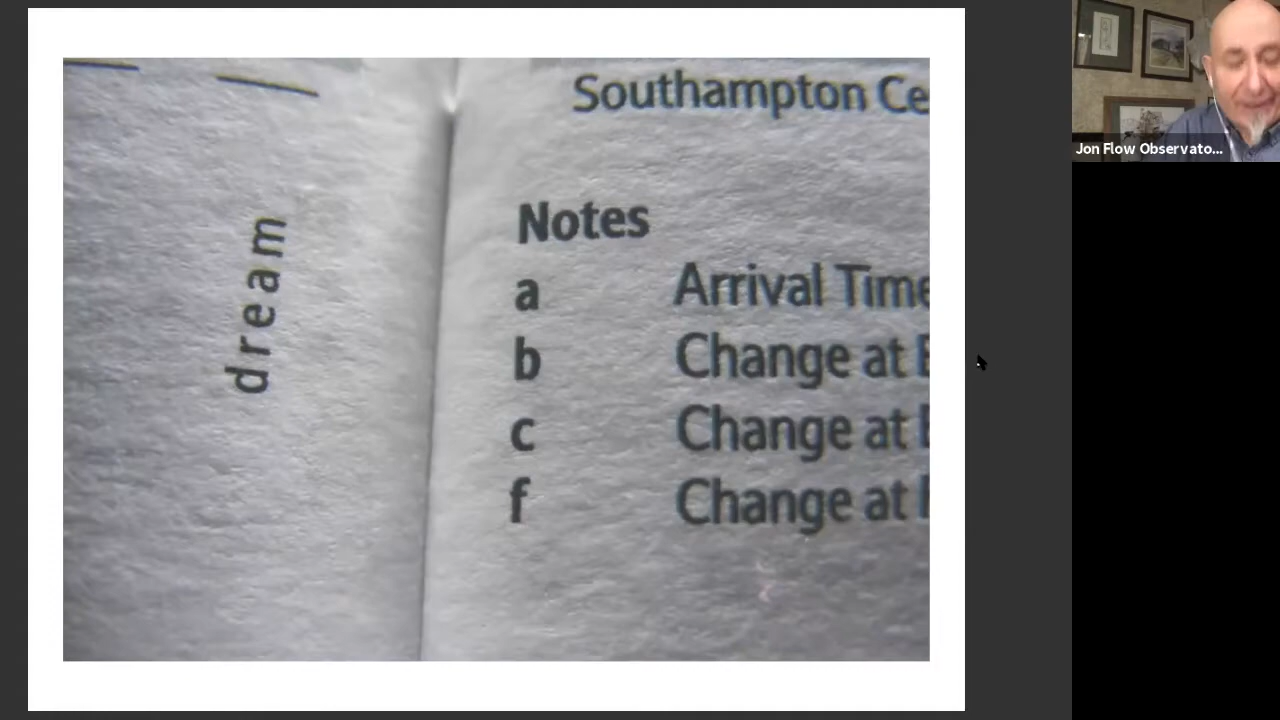 dream
Southampton Ce
Notes
a Arrival Time
b Change at
c Change at
f Change at
Jon Flow Observato...